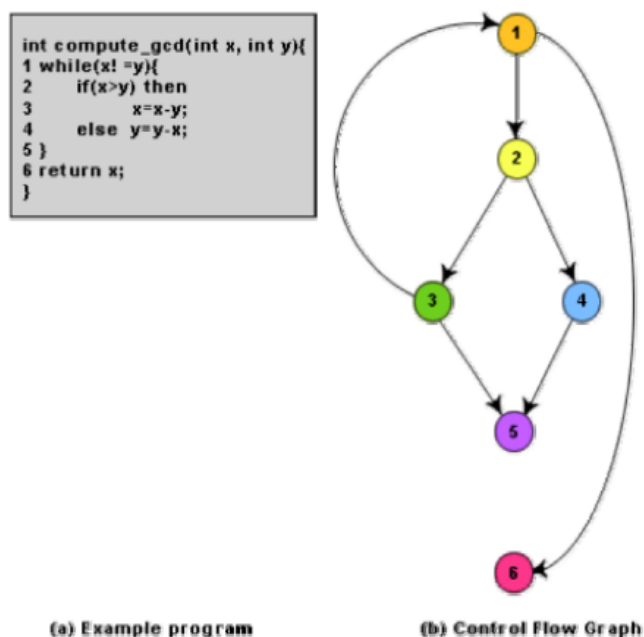 int compute_gcd(int x, int y){
1 while(x! =y){
2 if(x>y) then
3 x=x-y;
4 else y=y-x;
5 }
6 return x;
}
1
2
3
4
5
6
(a) Example program
(b) Control Flow Graph